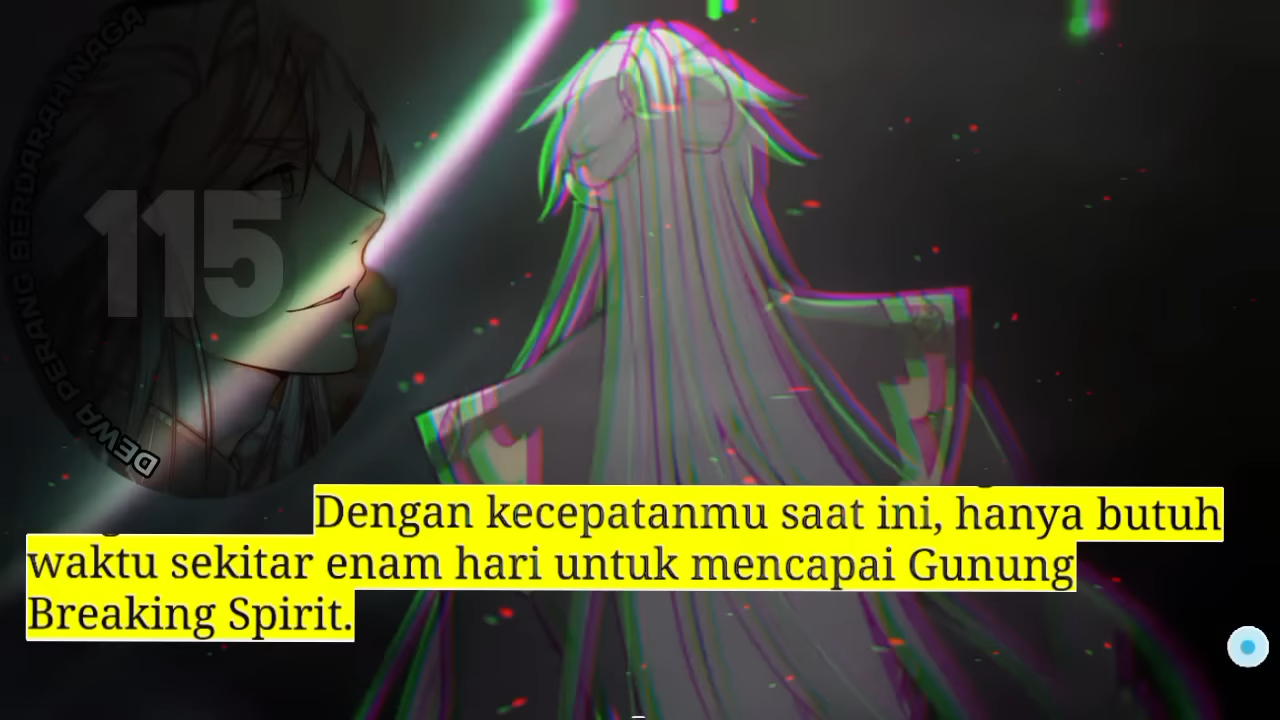 DEWA PERANG BERDARAH NAGA
115
Dengan kecepatanmu saat ini, hanya butuh
waktu sekitar enam hari untuk mencapai Gunung
Breaking Spirit.